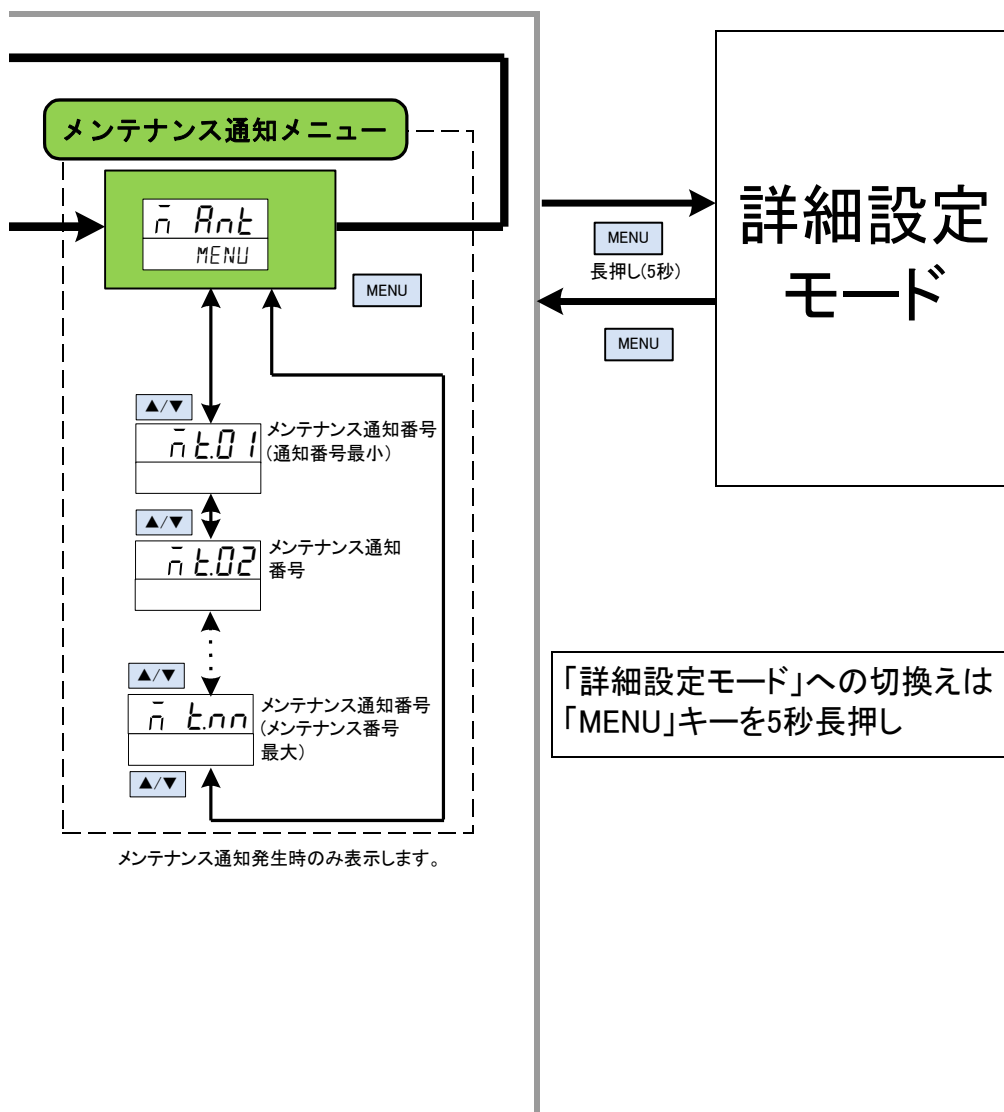 メンテナンス通知メニュー
n̄ Ant
MENU
MENU
▲/▼
n̄ t.01
メンテナンス通知番号
(通知番号最小)
▲/▼
n̄ t.02
メンテナンス通知
番号
▲/▼
n̄ t.nn
メンテナンス通知番号
(メンテナンス番号
最大)
▲/▼
メンテナンス通知発生時のみ表示します。
MENU
長押し(5秒)
MENU
詳細設定
モード
「詳細設定モード」への切換えは
「MENU」キーを5秒長押し